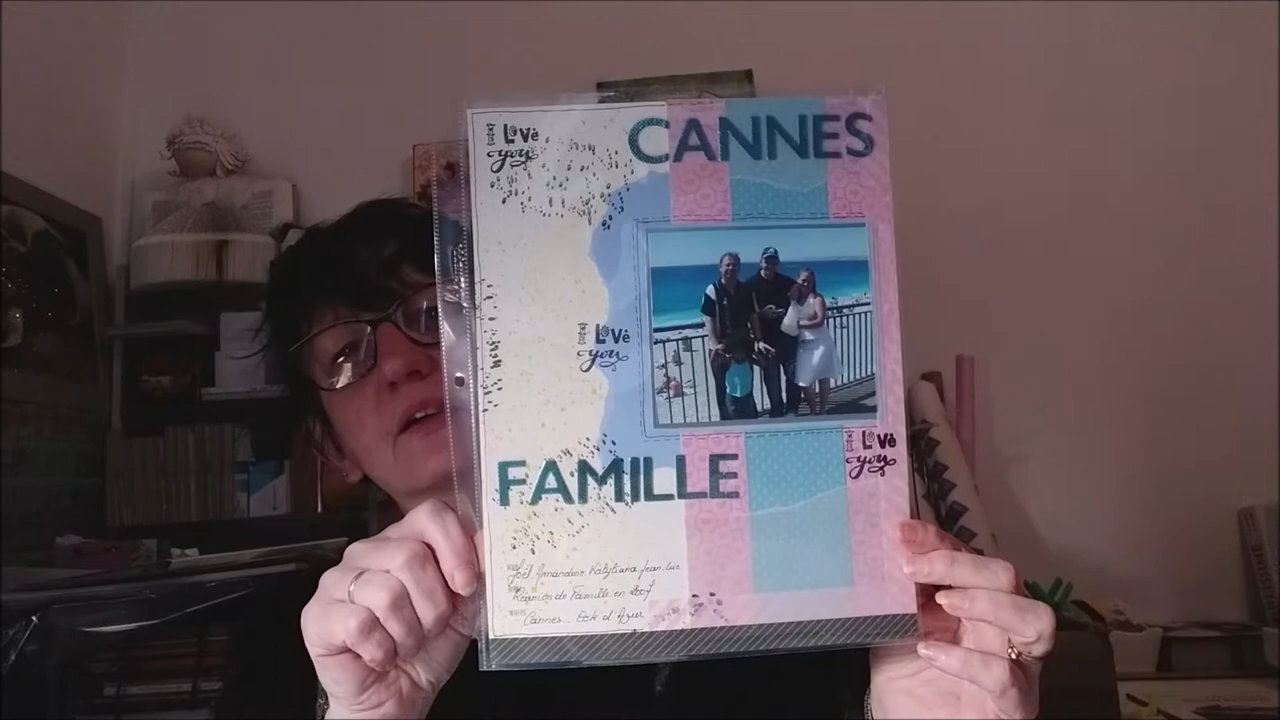 I Love
you
CANNES
I Love
you
I Love
you
FAMILLE
Joël Amandine Katytiana Jean.luc
Réunion de Famille en 2007
Cannes - Côte d'Azur